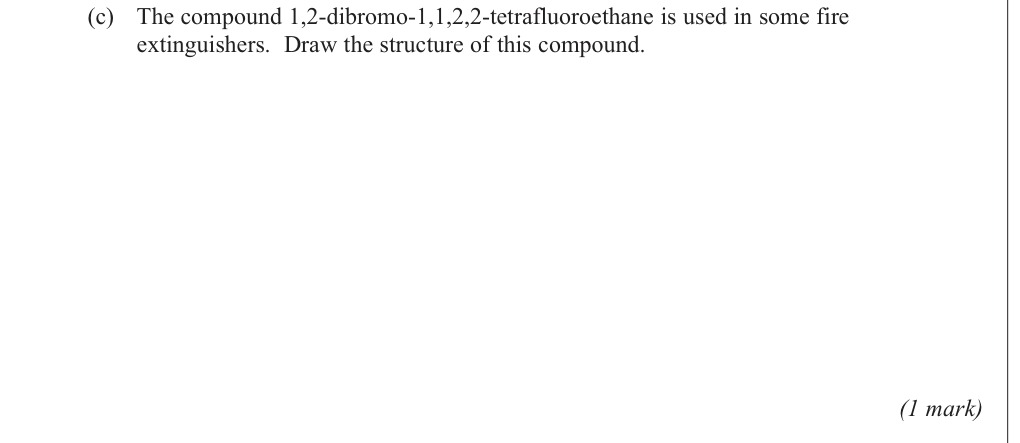 (c) The compound 1,2-dibromo-1,1,2,2-tetrafluoroethane is used in some fire
extinguishers. Draw the structure of this compound.
(1 mark)